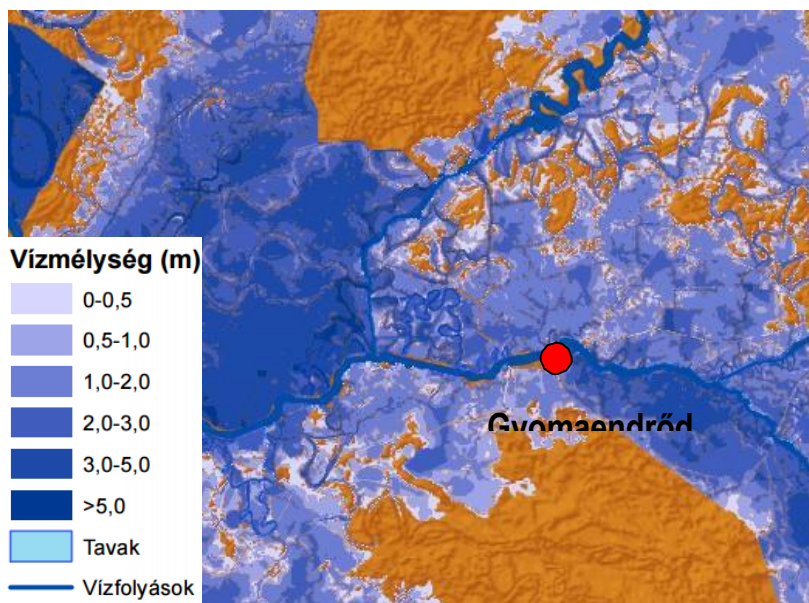 Vízmélység (m)
0-0,5
0,5-1,0
1,0-2,0
2,0-3,0
3,0-5,0
>5,0
Tavak
Vízfolyások
Gyomaendrőd